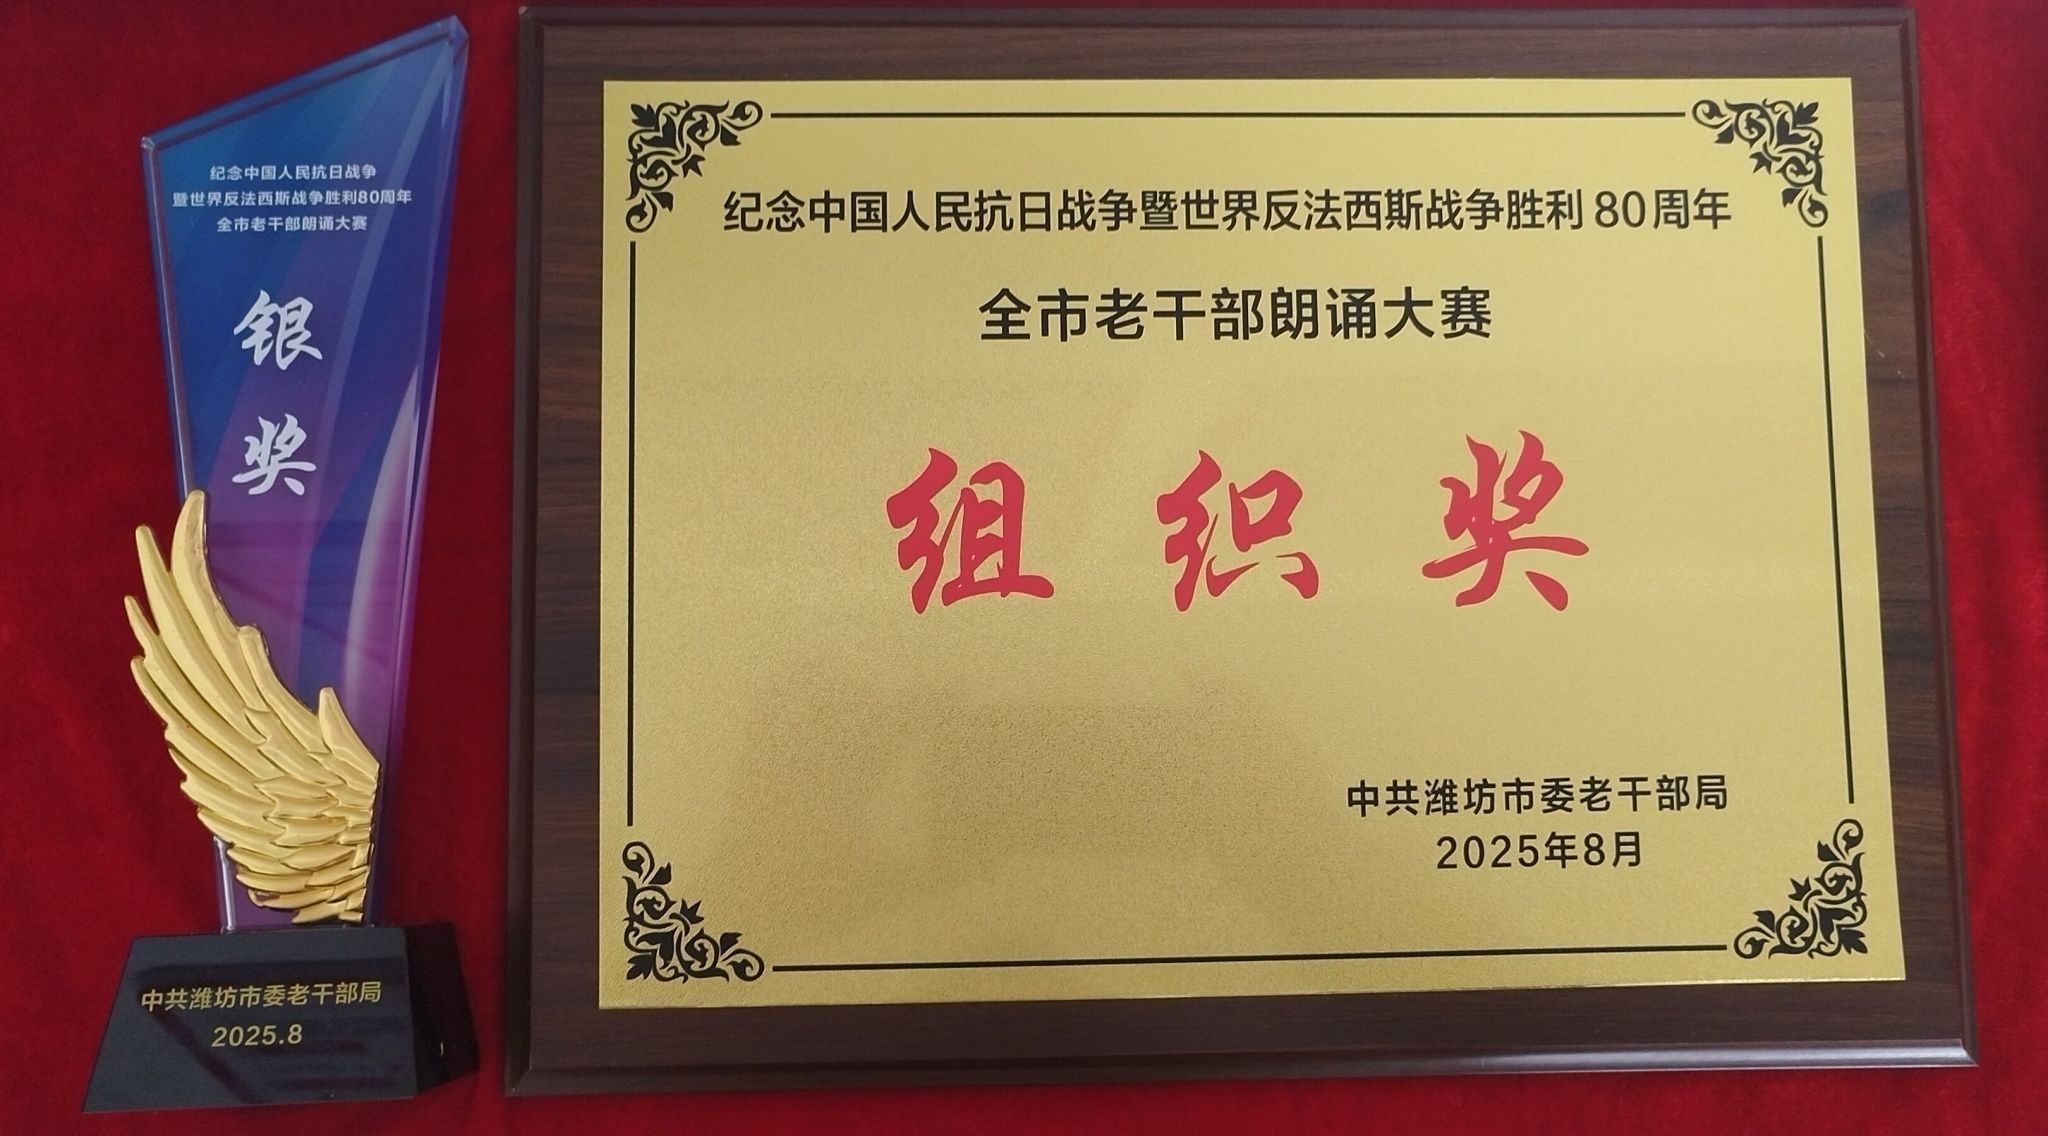 纪念中国人民抗日战争
暨世界反法西斯战争胜利80周年
全市老干部朗诵大赛
银
奖
中共潍坊市委老干部局
2025.8
纪念中国人民抗日战争暨世界反法西斯战争胜利80周年
全市老干部朗诵大赛
组织奖
中共潍坊市委老干部局
2025年8月